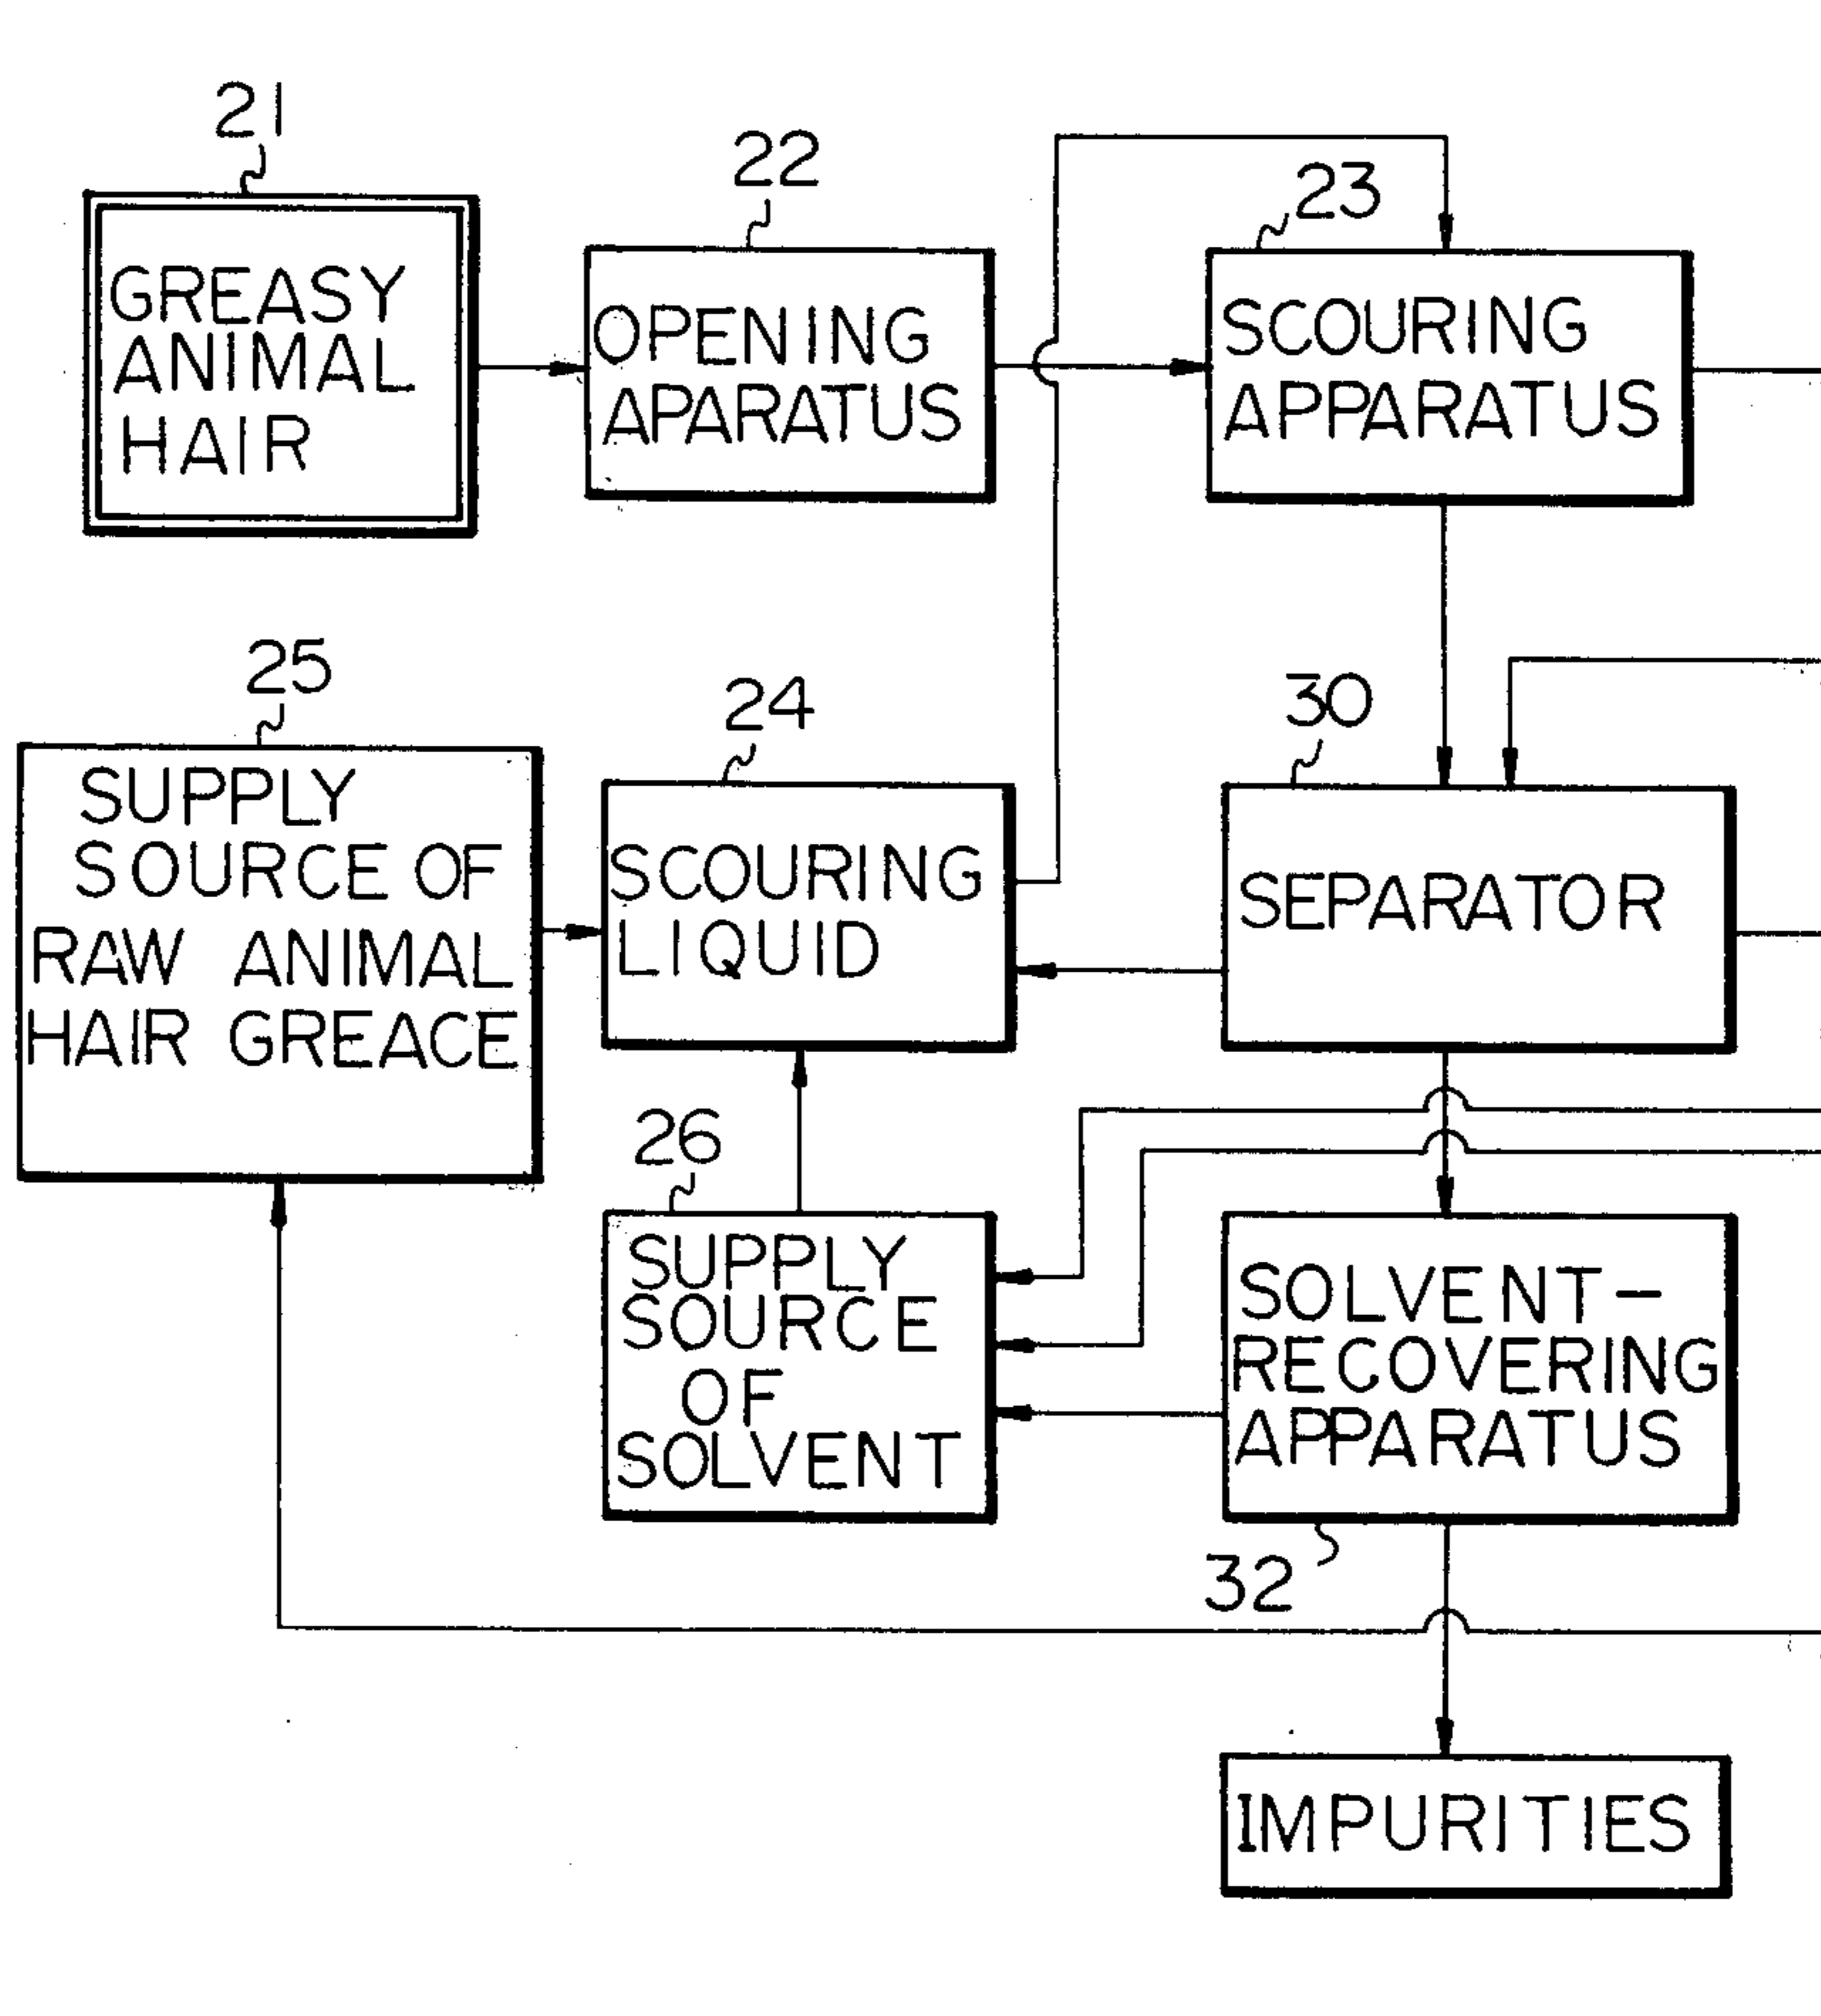 21
GREASY
ANIMAL
HAIR
22
OPENING
APARATUS
23
SCOURING
APPARATUS
25
SUPPLY
SOURCE OF
RAW ANIMAL
HAIR GREACE
24
SCOURING
LIQUID
30
SEPARATOR
26
SUPPLY
SOURCE
OF
SOLVENT
SOLVENT-
RECOVERING
APPARATUS
32
IMPURITIES